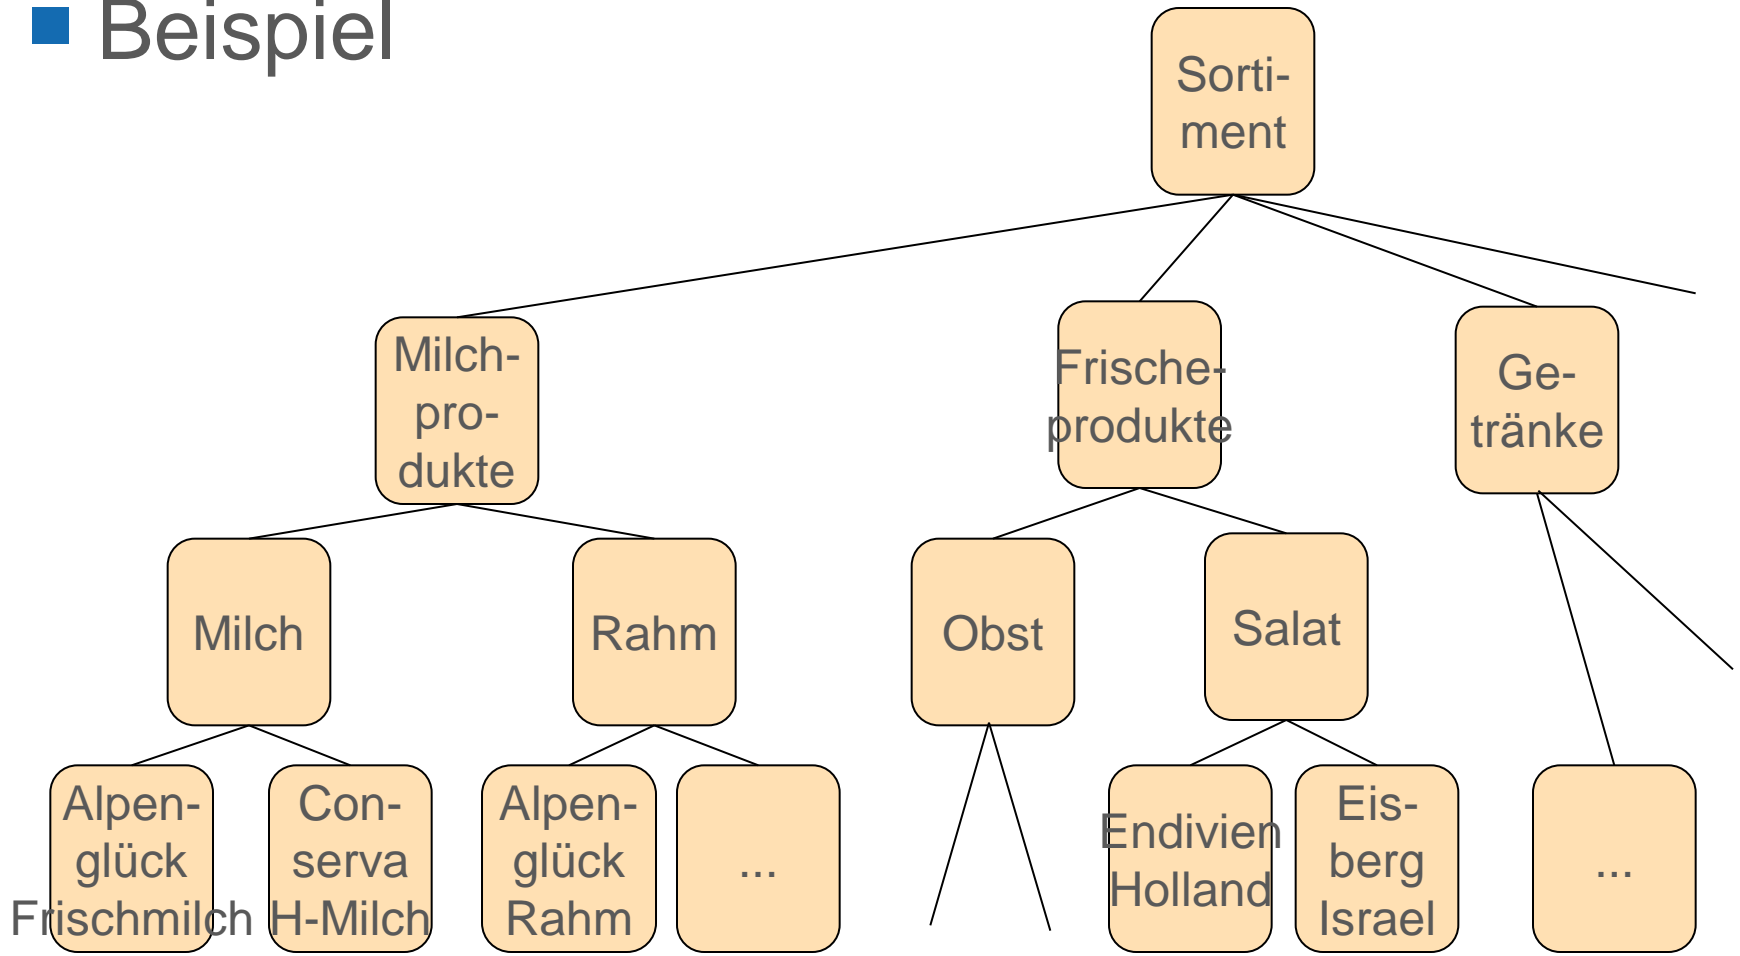 Beispiel
Sorti-
ment
Milch-
pro-
dukte
Frische-
produkte
Ge-
tränke
Milch
Rahm
Obst
Salat
Alpen-
glück
Frischmilch
Con-
serva
H-Milch
Alpen-
glück
Rahm
...
Endivien
Holland
Eis-
berg
Israel
...